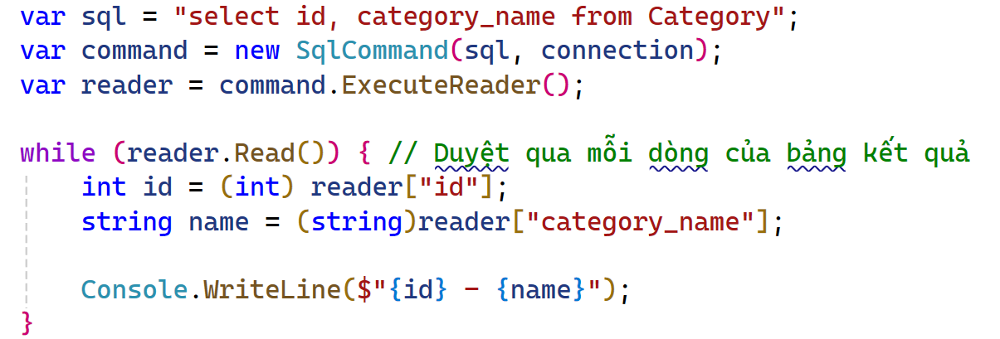 var sql = "select id, category_name from Category";
var command = new SqlCommand(sql, connection);
var reader = command.ExecuteReader();
while (reader.Read()) { // Duyệt qua mỗi dòng của bảng kết quả
int id = (int) reader["id"];
string name = (string)reader["category_name"];
Console.WriteLine($"{id} - {name}");
}